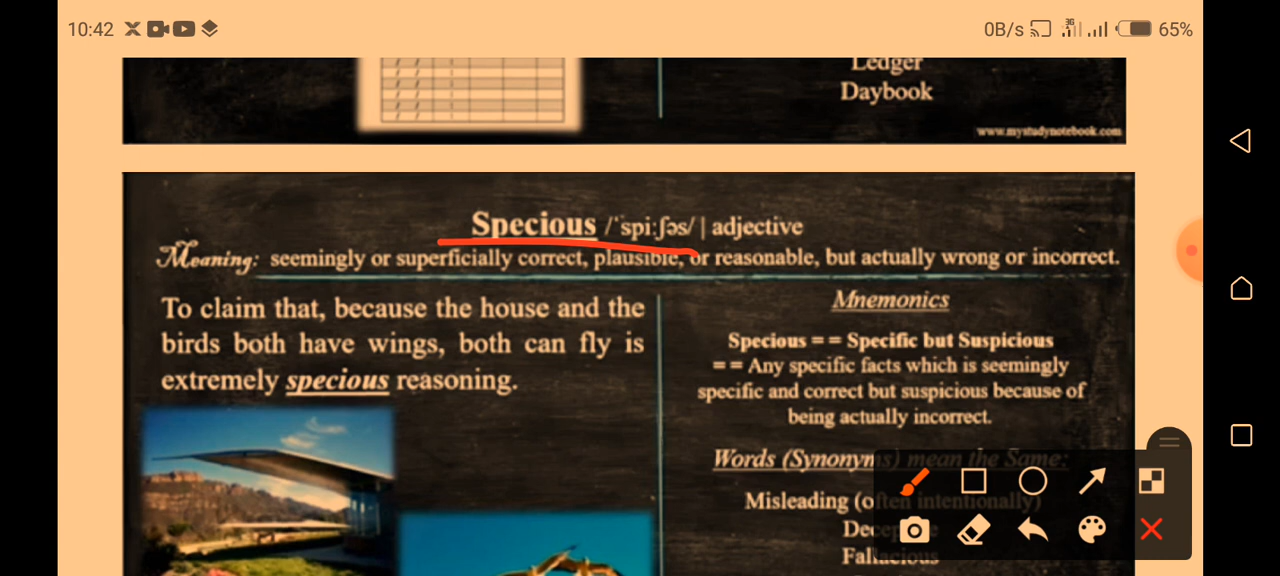 10:42
0B/s 3G 65%
Ledger
Daybook
www.mystudynotebook.com
Specious /ˈspiːʃəs/ | adjective
Meaning: seemingly or superficially correct, plausible, or reasonable, but actually wrong or incorrect.
To claim that, because the house and the
birds both have wings, both can fly is
extremely specious reasoning.
Mnemonics
Specious == Specific but Suspicious
== Any specific facts which is seemingly
specific and correct but suspicious because of
being actually incorrect.
Words (Synonyms) mean the Same:
Misleading (often intentionally)
Fallacious